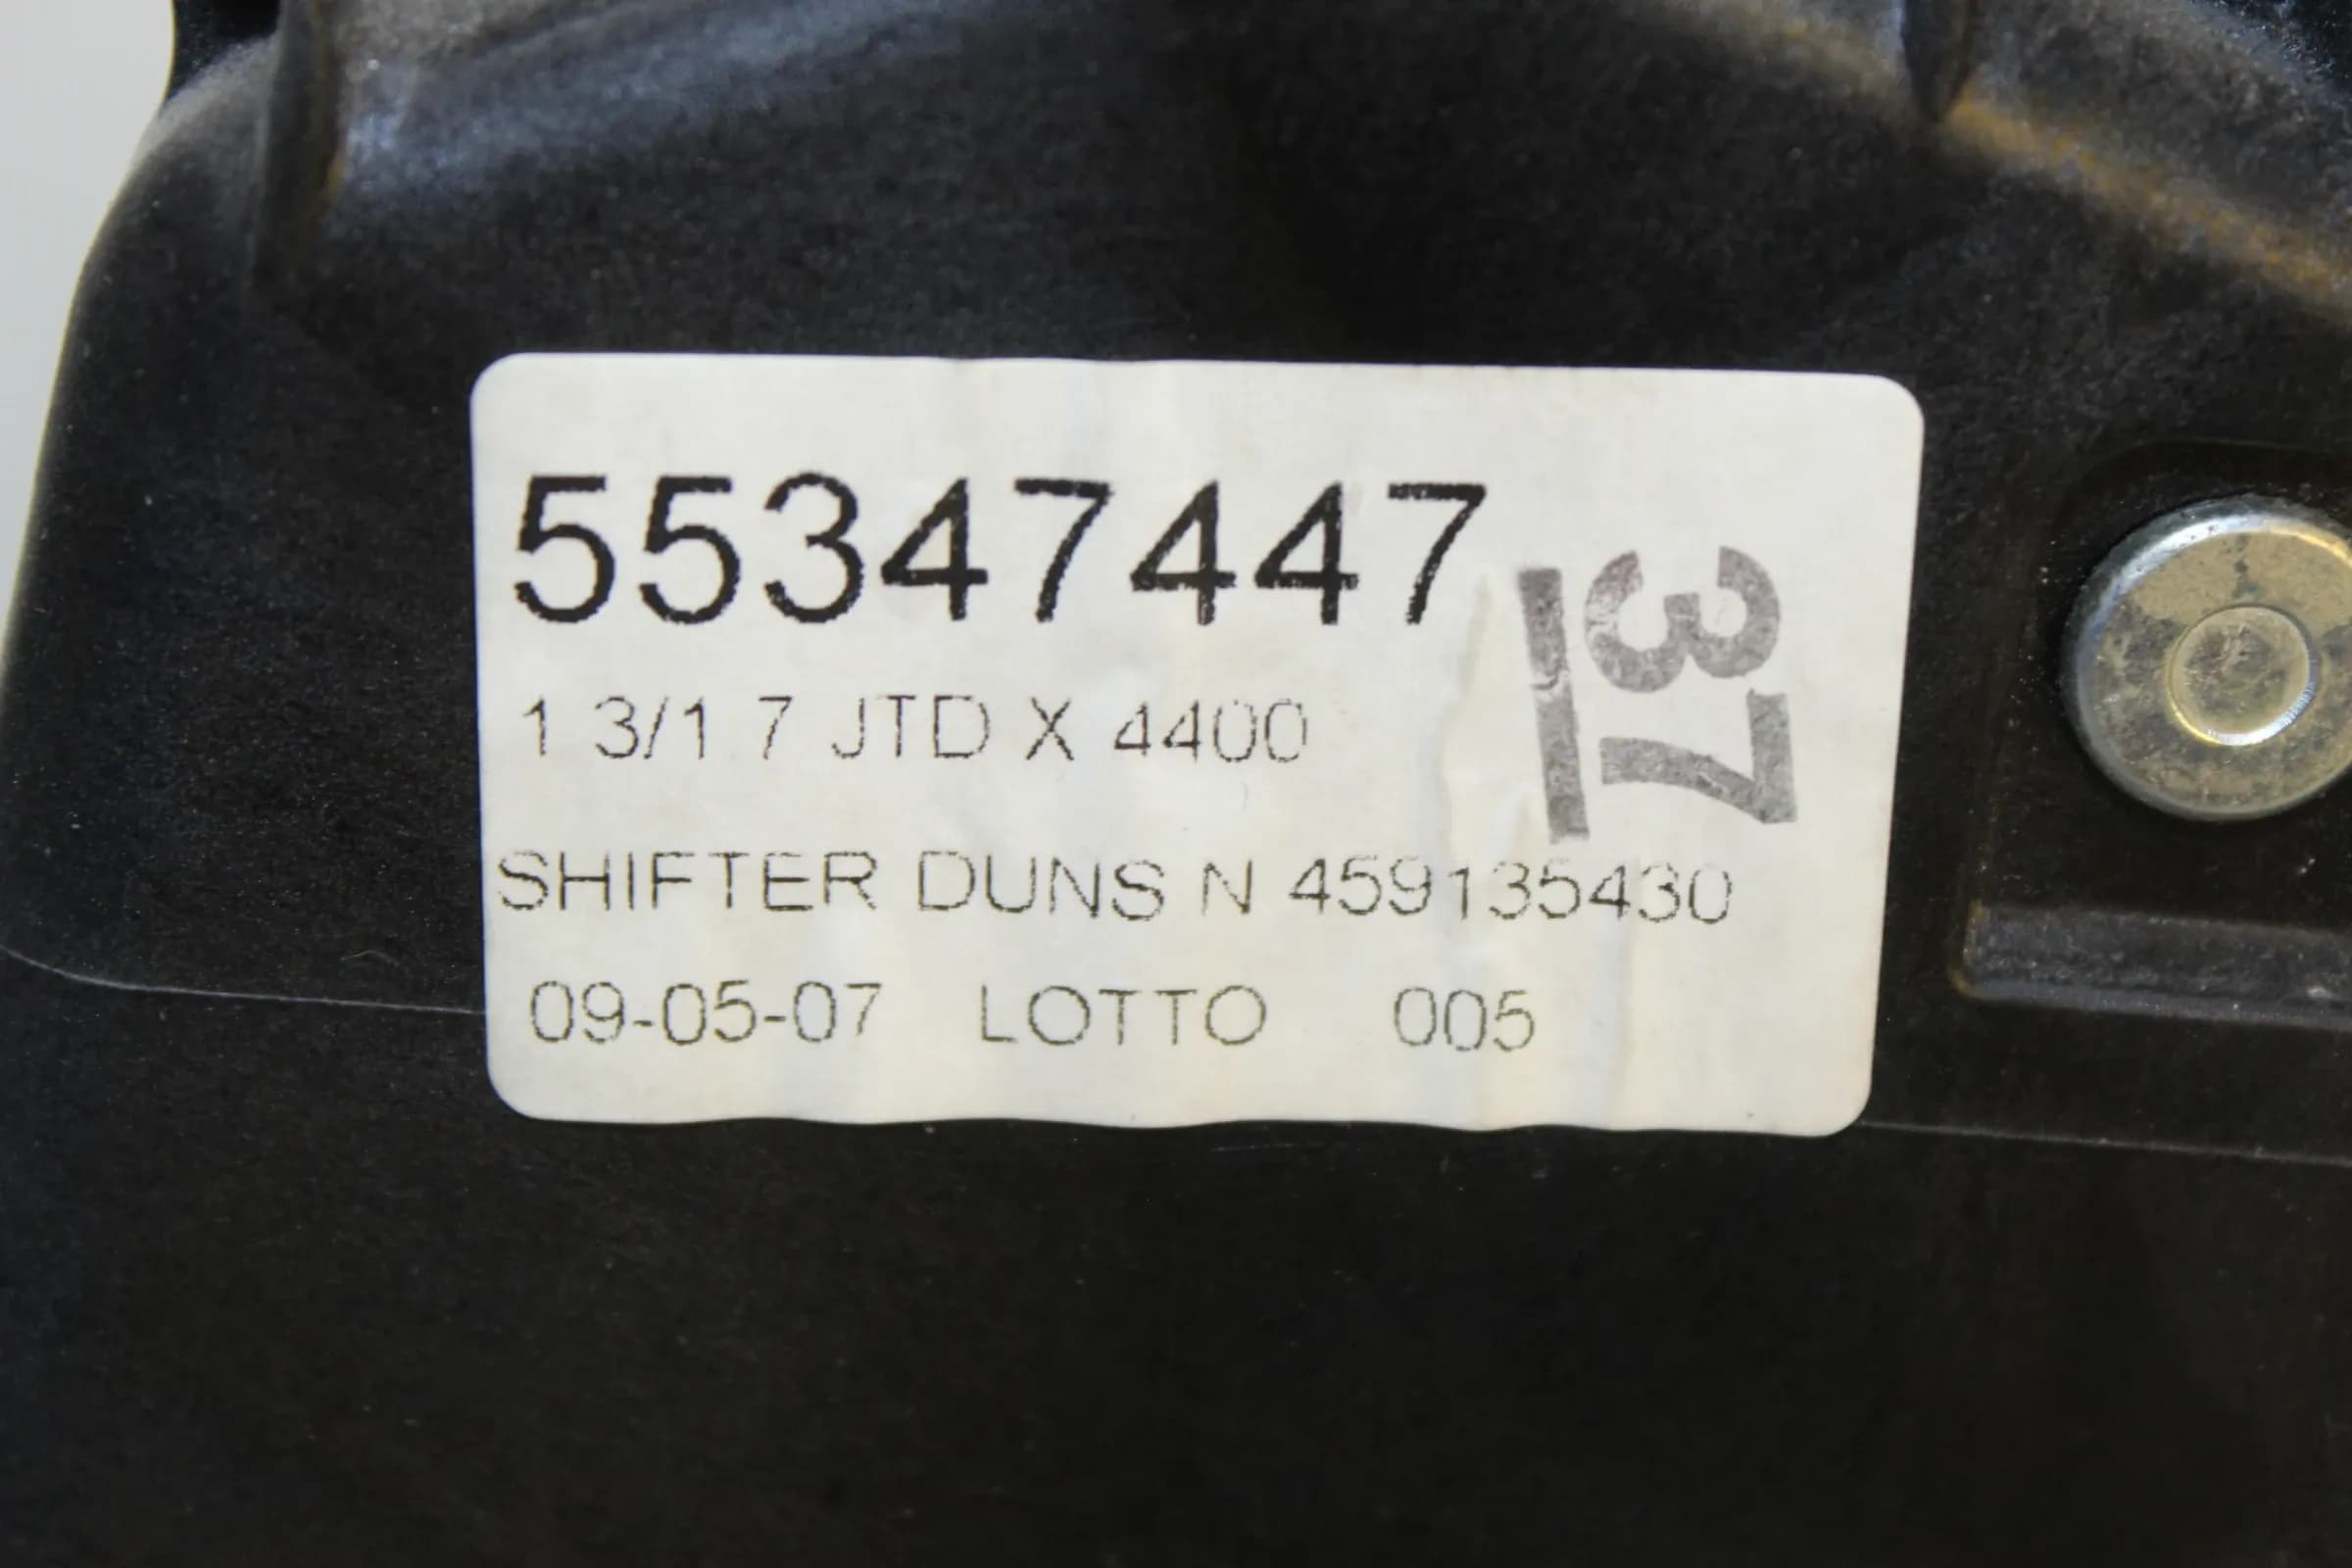 55347447
1 3/1 7 JTD X 4400
37
SHIFTER DUNS N 459135430
09-05-07 LOTTO 005